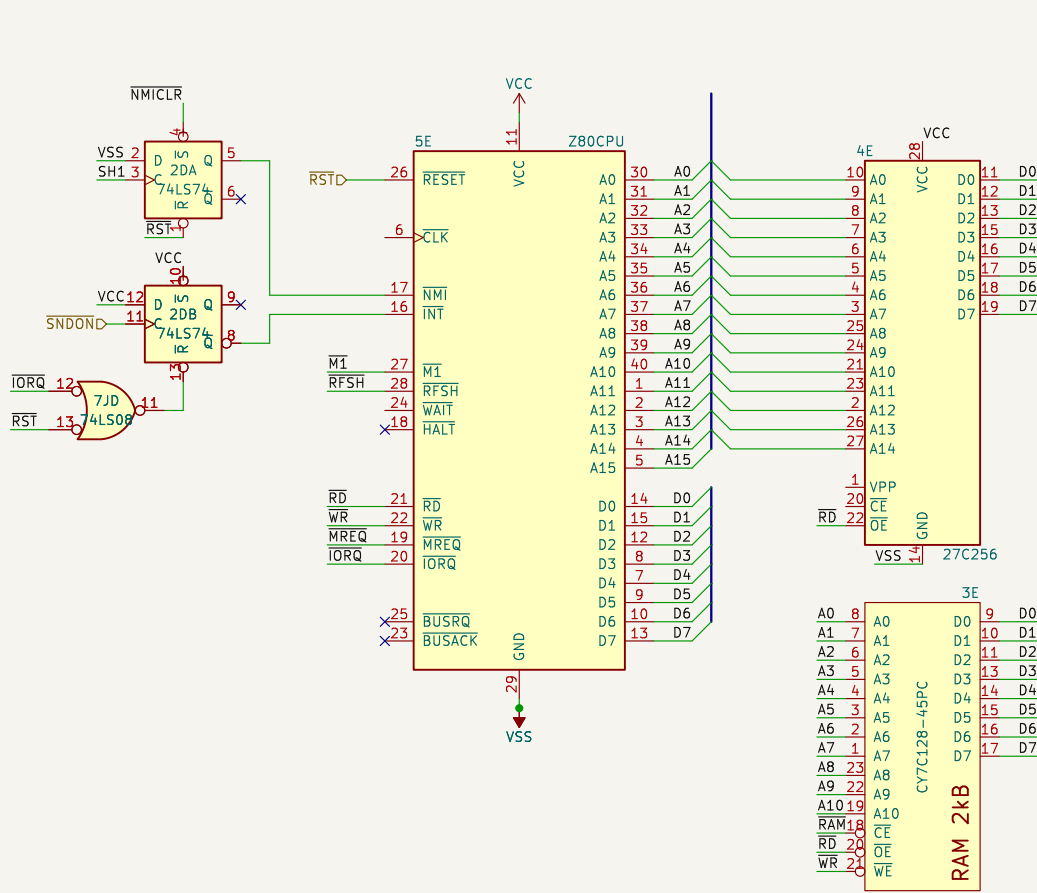 NMICLR
4
VSS 2 D S Q 5
2DA
SH1 3 C 74LS74
R Q 6
RST 1
VCC
10
VCC 12 D S Q 9
2DB
SNDON 11 C 74LS74
R Q 8
13
IORQ 12
7JD 11
74LS08
RST 13
VCC
11
5E Z80CPU
VCC
RST 26 RESET
6 CLK
17 NMI
16 INT
M1 27 M1
RFSH 28 RFSH
24 WAIT
18 HALT
RD 21 RD
WR 22 WR
MREQ 19 MREQ
IORQ 20 IORQ
25 BUSRQ
23 BUSACK
GND
29
VSS
A0 30 A0
A1 31 A1
A2 32 A2
A3 33 A3
A4 34 A4
A5 35 A5
A6 36 A6
A7 37 A7
A8 38 A8
A9 39 A9
A10 40 A10
A11 1 A11
A12 2 A12
A13 3 A13
A14 4 A14
A15 5 A15
D0 14 D0
D1 15 D1
D2 12 D2
D3 8 D3
D4 7 D4
D5 9 D5
D6 10 D6
D7 13 D7
VCC
28
4E
VCC
10 A0 D0 11 D0
9 A1 D1 12 D1
8 A2 D2 13 D2
7 A3 D3 15 D3
6 A4 D4 16 D4
5 A5 D5 17 D5
4 A6 D6 18 D6
3 A7 D7 19 D7
25 A8
24 A9
21 A10
23 A11
2 A12
26 A13
27 A14
1 VPP
20 CE
RD 22 OE
GND
14
VSS 27C256
3E
A0 8 A0 D0 9 D0
A1 7 A1 D1 10 D1
A2 6 A2 D2 11 D2
A3 5 A3 D3 13 D3
A4 4 A4 D4 14 D4
A5 3 A5 D5 15 D5
A6 2 A6 D6 16 D6
A7 1 A7 D7 17 D7
A8 23 A8
A9 22 A9
A10 19 A10
RAM 18 CE
RD 20 OE
WR 21 WE
CY7C128-45PC
RAM 2kB